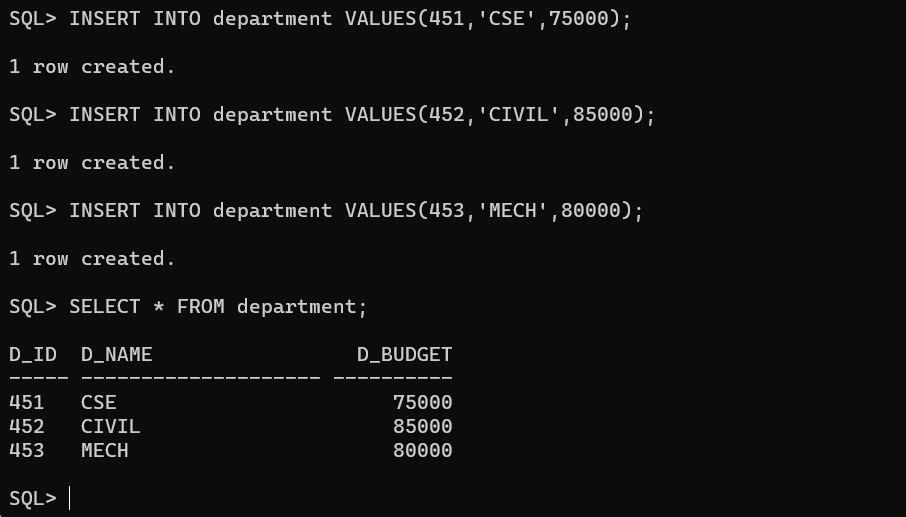 SQL> INSERT INTO department VALUES(451,'CSE',75000);
1 row created.
SQL> INSERT INTO department VALUES(452,'CIVIL',85000);
1 row created.
SQL> INSERT INTO department VALUES(453,'MECH',80000);
1 row created.
SQL> SELECT * FROM department;
D_ID  D_NAME                 D_BUDGET
----- -------------------- ----------
451   CSE                       75000
452   CIVIL                     85000
453   MECH                      80000
SQL>